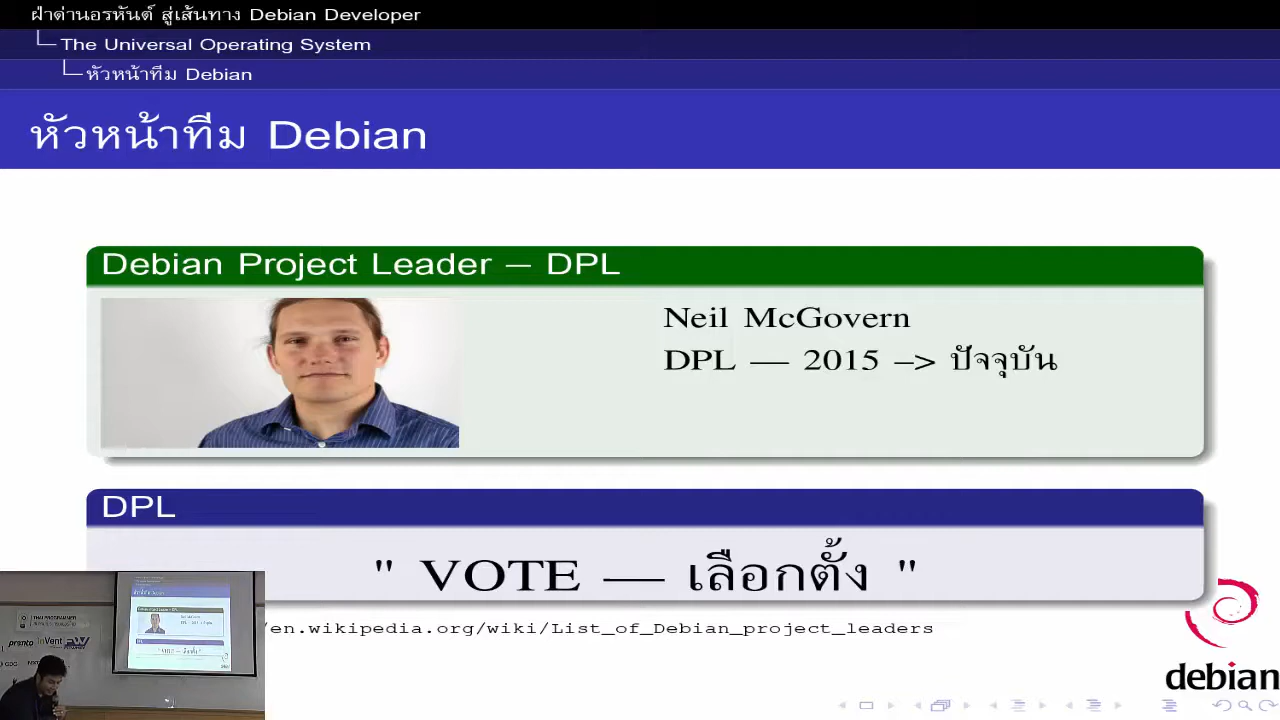 ฝ่าด่านอรหันต์ สู่เส้นทาง Debian Developer
The Universal Operating System
หัวหน้าทีม Debian
หัวหน้าทีม Debian
Debian Project Leader — DPL
Neil McGovern
DPL — 2015 –> ปัจจุบัน
DPL
" VOTE — เลือกตั้ง "
/en.wikipedia.org/wiki/List_of_Debian_project_leaders
debian
THAI PROGRAMMER